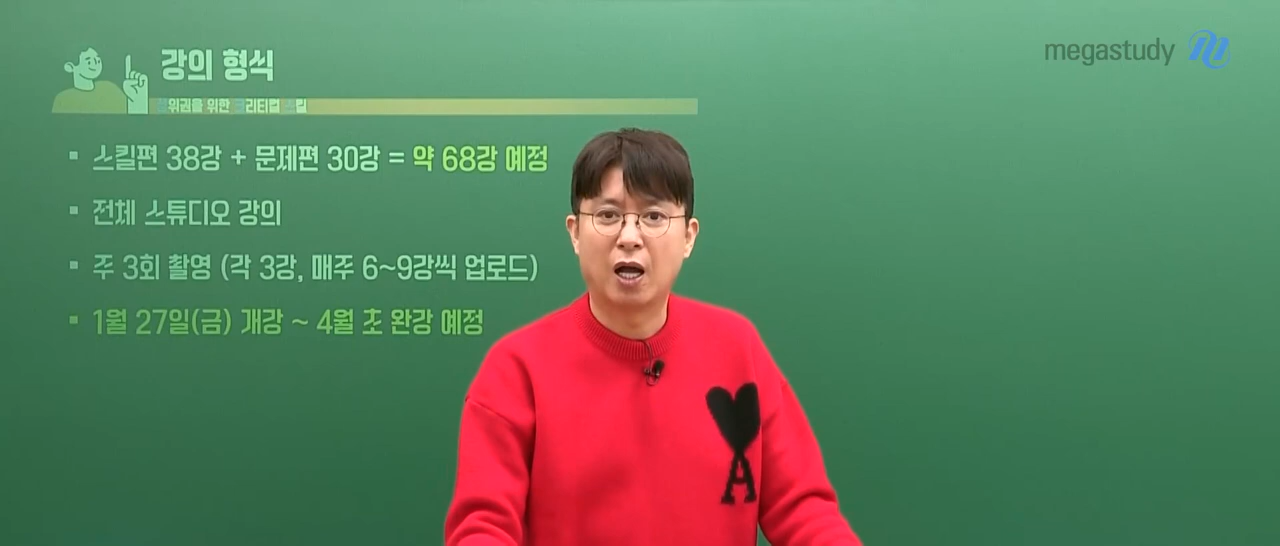 강의 형식
megastudy
상위권을 위한 크리티컬 스킬
▪ 스킬편 38강 + 문제편 30강 = 약 68강 예정
▪ 전체 스튜디오 강의
▪ 주 3회 촬영 (각 3강, 매주 6~9강씩 업로드)
▪ 1월 27일(금) 개강 ~ 4월 초 완강 예정
A